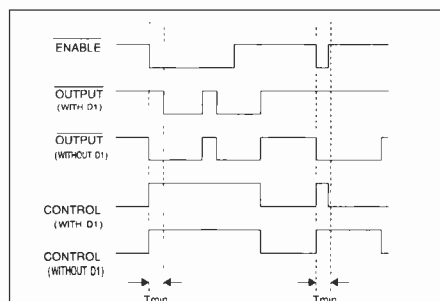 ENABLE
OUTPUT
(WITH D1)
OUTPUT
(WITHOUT D1)
CONTROL
(WITH D1)
CONTROL
(WITHOUT D1)
Tmin
Tmin